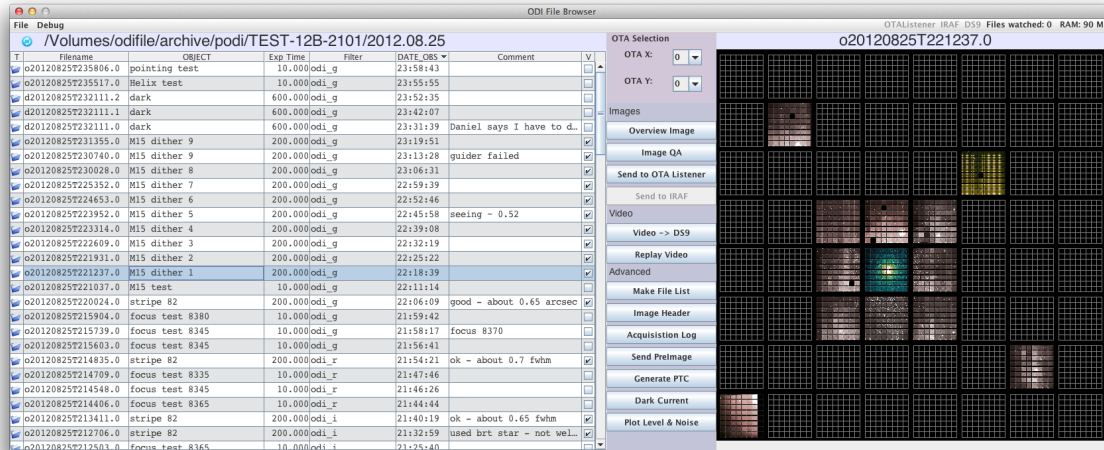 ODI File Browser
File Debug
OTAListener IRAF DS9 Files watched: 0 RAM: 90 M
/Volumes/odifile/archive/podi/TEST-12B-2101/2012.08.25
OTA Selection
o20120825T221237.0
T Filename OBJECT Exp Time Filter DATE_OBS Comment V
o20120825T235806.0 pointing test 10.000 odi_g 23:58:43
o20120825T235517.0 Helix test 10.000 odi_g 23:55:55
d20120825T232111.2 dark 600.000 odi_g 23:52:35
d20120825T232111.1 dark 600.000 odi_g 23:42:07
d20120825T232111.0 dark 600.000 odi_g 23:31:39 Daniel says I have to d...
o20120825T231355.0 M15 dither 9 200.000 odi_g 23:19:51
o20120825T230740.0 M15 dither 9 200.000 odi_g 23:13:28 guider failed
o20120825T230028.0 M15 dither 8 200.000 odi_g 23:06:31
o20120825T225352.0 M15 dither 7 200.000 odi_g 22:59:39
o20120825T224653.0 M15 dither 6 200.000 odi_g 22:52:46
o20120825T223952.0 M15 dither 5 200.000 odi_g 22:45:58 seeing - 0.52
o20120825T223314.0 M15 dither 4 200.000 odi_g 22:39:08
o20120825T222609.0 M15 dither 3 200.000 odi_g 22:32:19
o20120825T221931.0 M15 dither 2 200.000 odi_g 22:25:22
o20120825T221237.0 M15 dither 1 200.000 odi_g 22:18:39
o20120825T221037.0 M15 test 10.000 odi_g 22:11:14
o20120825T220024.0 stripe 82 200.000 odi_g 22:06:09 good - about 0.65 arcsec
o20120825T215904.0 focus test 8380 10.000 odi_g 21:59:42
o20120825T215739.0 focus test 8345 10.000 odi_g 21:58:17 focus 8370
o20120825T215603.0 focus test 8345 10.000 odi_g 21:56:41
o20120825T214835.0 stripe 82 200.000 odi_r 21:54:21 ok - about 0.7 fwhm
o20120825T214709.0 focus test 8335 10.000 odi_r 21:47:46
o20120825T214548.0 focus test 8345 10.000 odi_r 21:46:26
o20120825T214406.0 focus test 8365 10.000 odi_r 21:44:44
o20120825T213411.0 stripe 82 200.000 odi_i 21:40:19 ok - about 0.65 fwhm
o20120825T212706.0 stripe 82 200.000 odi_i 21:32:59 used brt star - not wel...
o20120825T212503.0 focus test 8365 10.000 odi_i 21:25:40
OTA X: 0
OTA Y: 0
Images
Overview Image
Image QA
Send to OTA Listener
Send to IRAF
Video
Video -> DS9
Replay Video
Advanced
Make File List
Image Header
Acquisistion Log
Send PreImage
Generate PTC
Dark Current
Plot Level & Noise